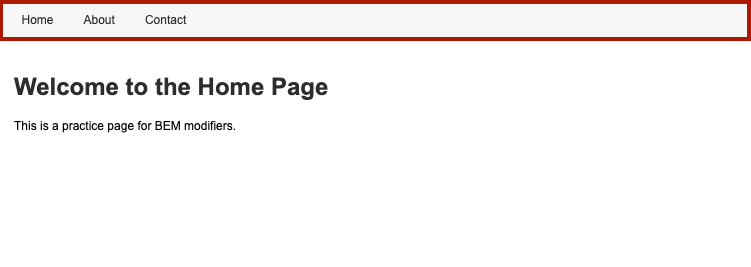 Home About Contact
Welcome to the Home Page
This is a practice page for BEM modifiers.